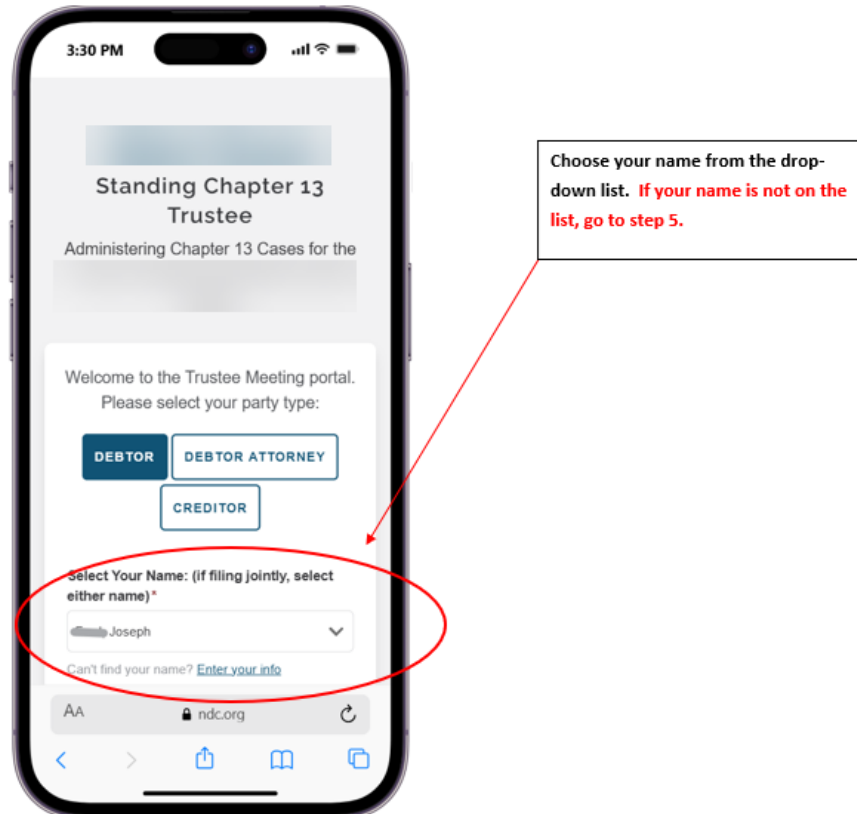 3:30 PM
Standing Chapter 13
Trustee
Administering Chapter 13 Cases for the
Welcome to the Trustee Meeting portal.
Please select your party type:
DEBTOR
DEBTOR ATTORNEY
CREDITOR
Select Your Name: (if filing jointly, select
either name)*
Joseph
Can't find your name? Enter your info
AA
ndc.org
Choose your name from the drop-
down list. If your name is not on the
list, go to step 5.